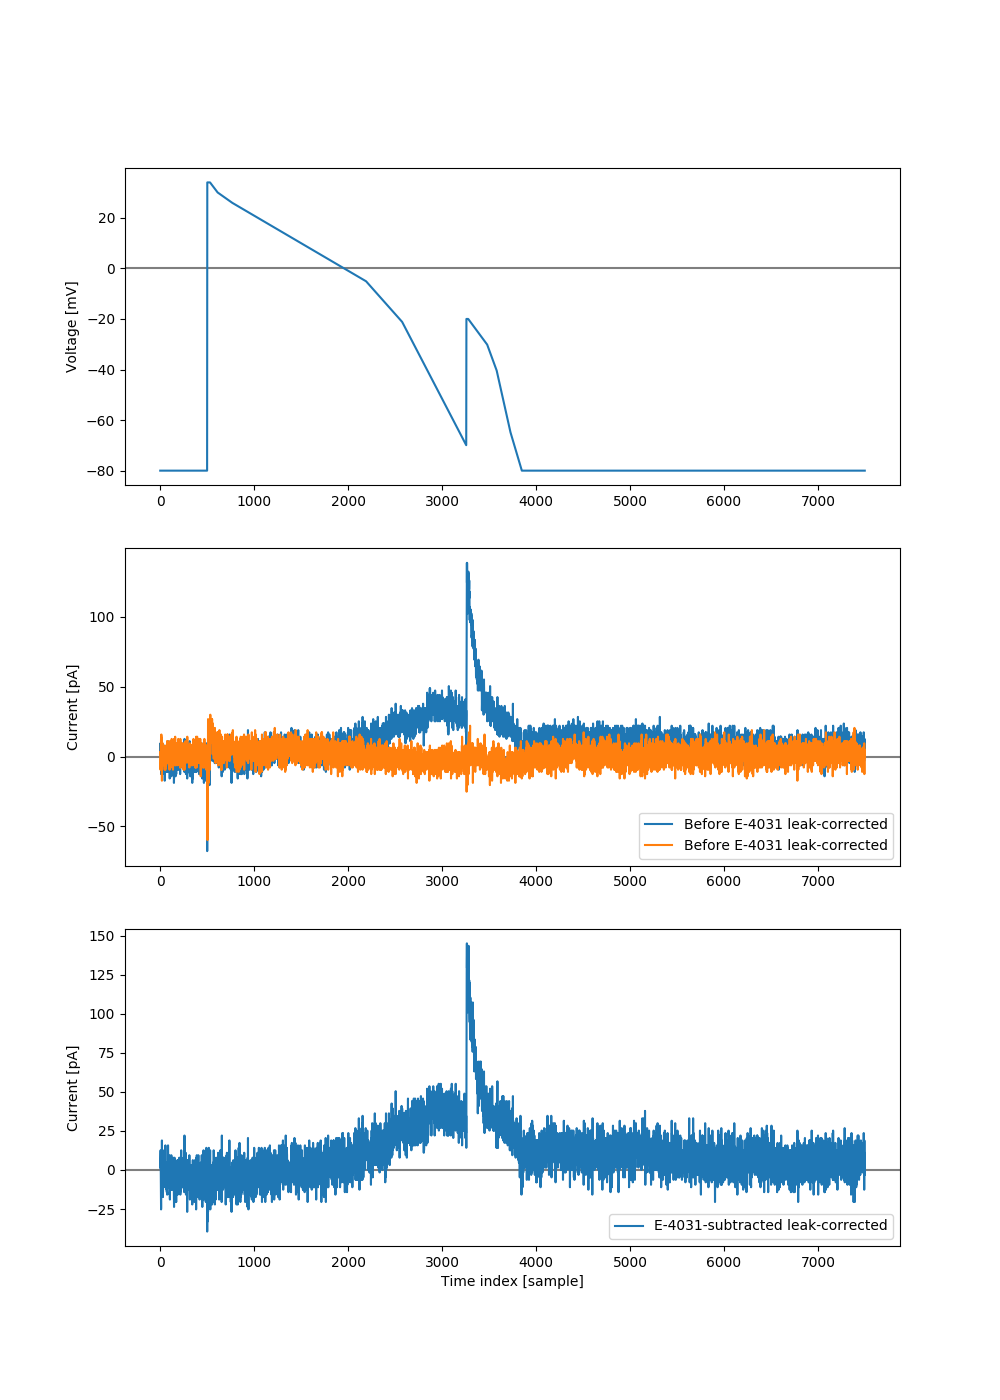 Voltage [mV]
20
0
−20
−40
−60
−80
0 1000 2000 3000 4000 5000 6000 7000
Current [pA]
100
50
0
−50
Before E-4031 leak-corrected
Before E-4031 leak-corrected
0 1000 2000 3000 4000 5000 6000 7000
Current [pA]
150
125
100
75
50
25
0
−25
E-4031-subtracted leak-corrected
0 1000 2000 3000 4000 5000 6000 7000
Time index [sample]